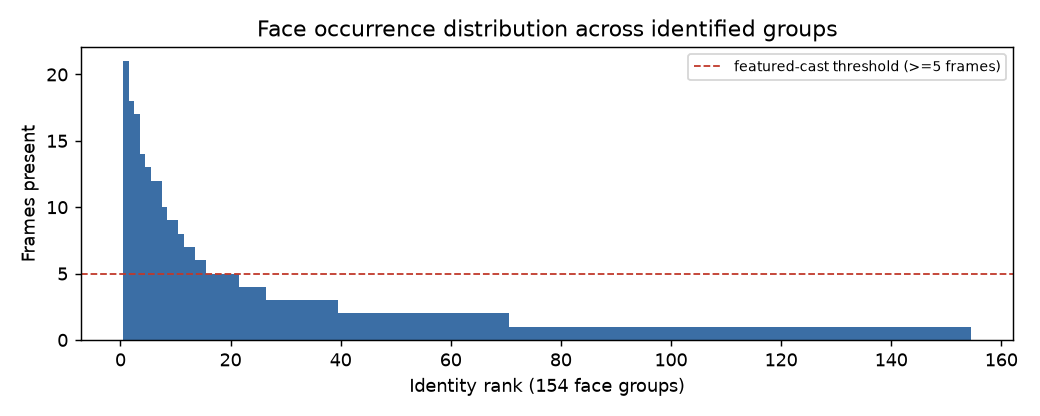 Face occurrence distribution across identified groups
featured-cast threshold (>=5 frames)
Frames present
20
15
10
5
0
0 20 40 60 80 100 120 140 160
Identity rank (154 face groups)